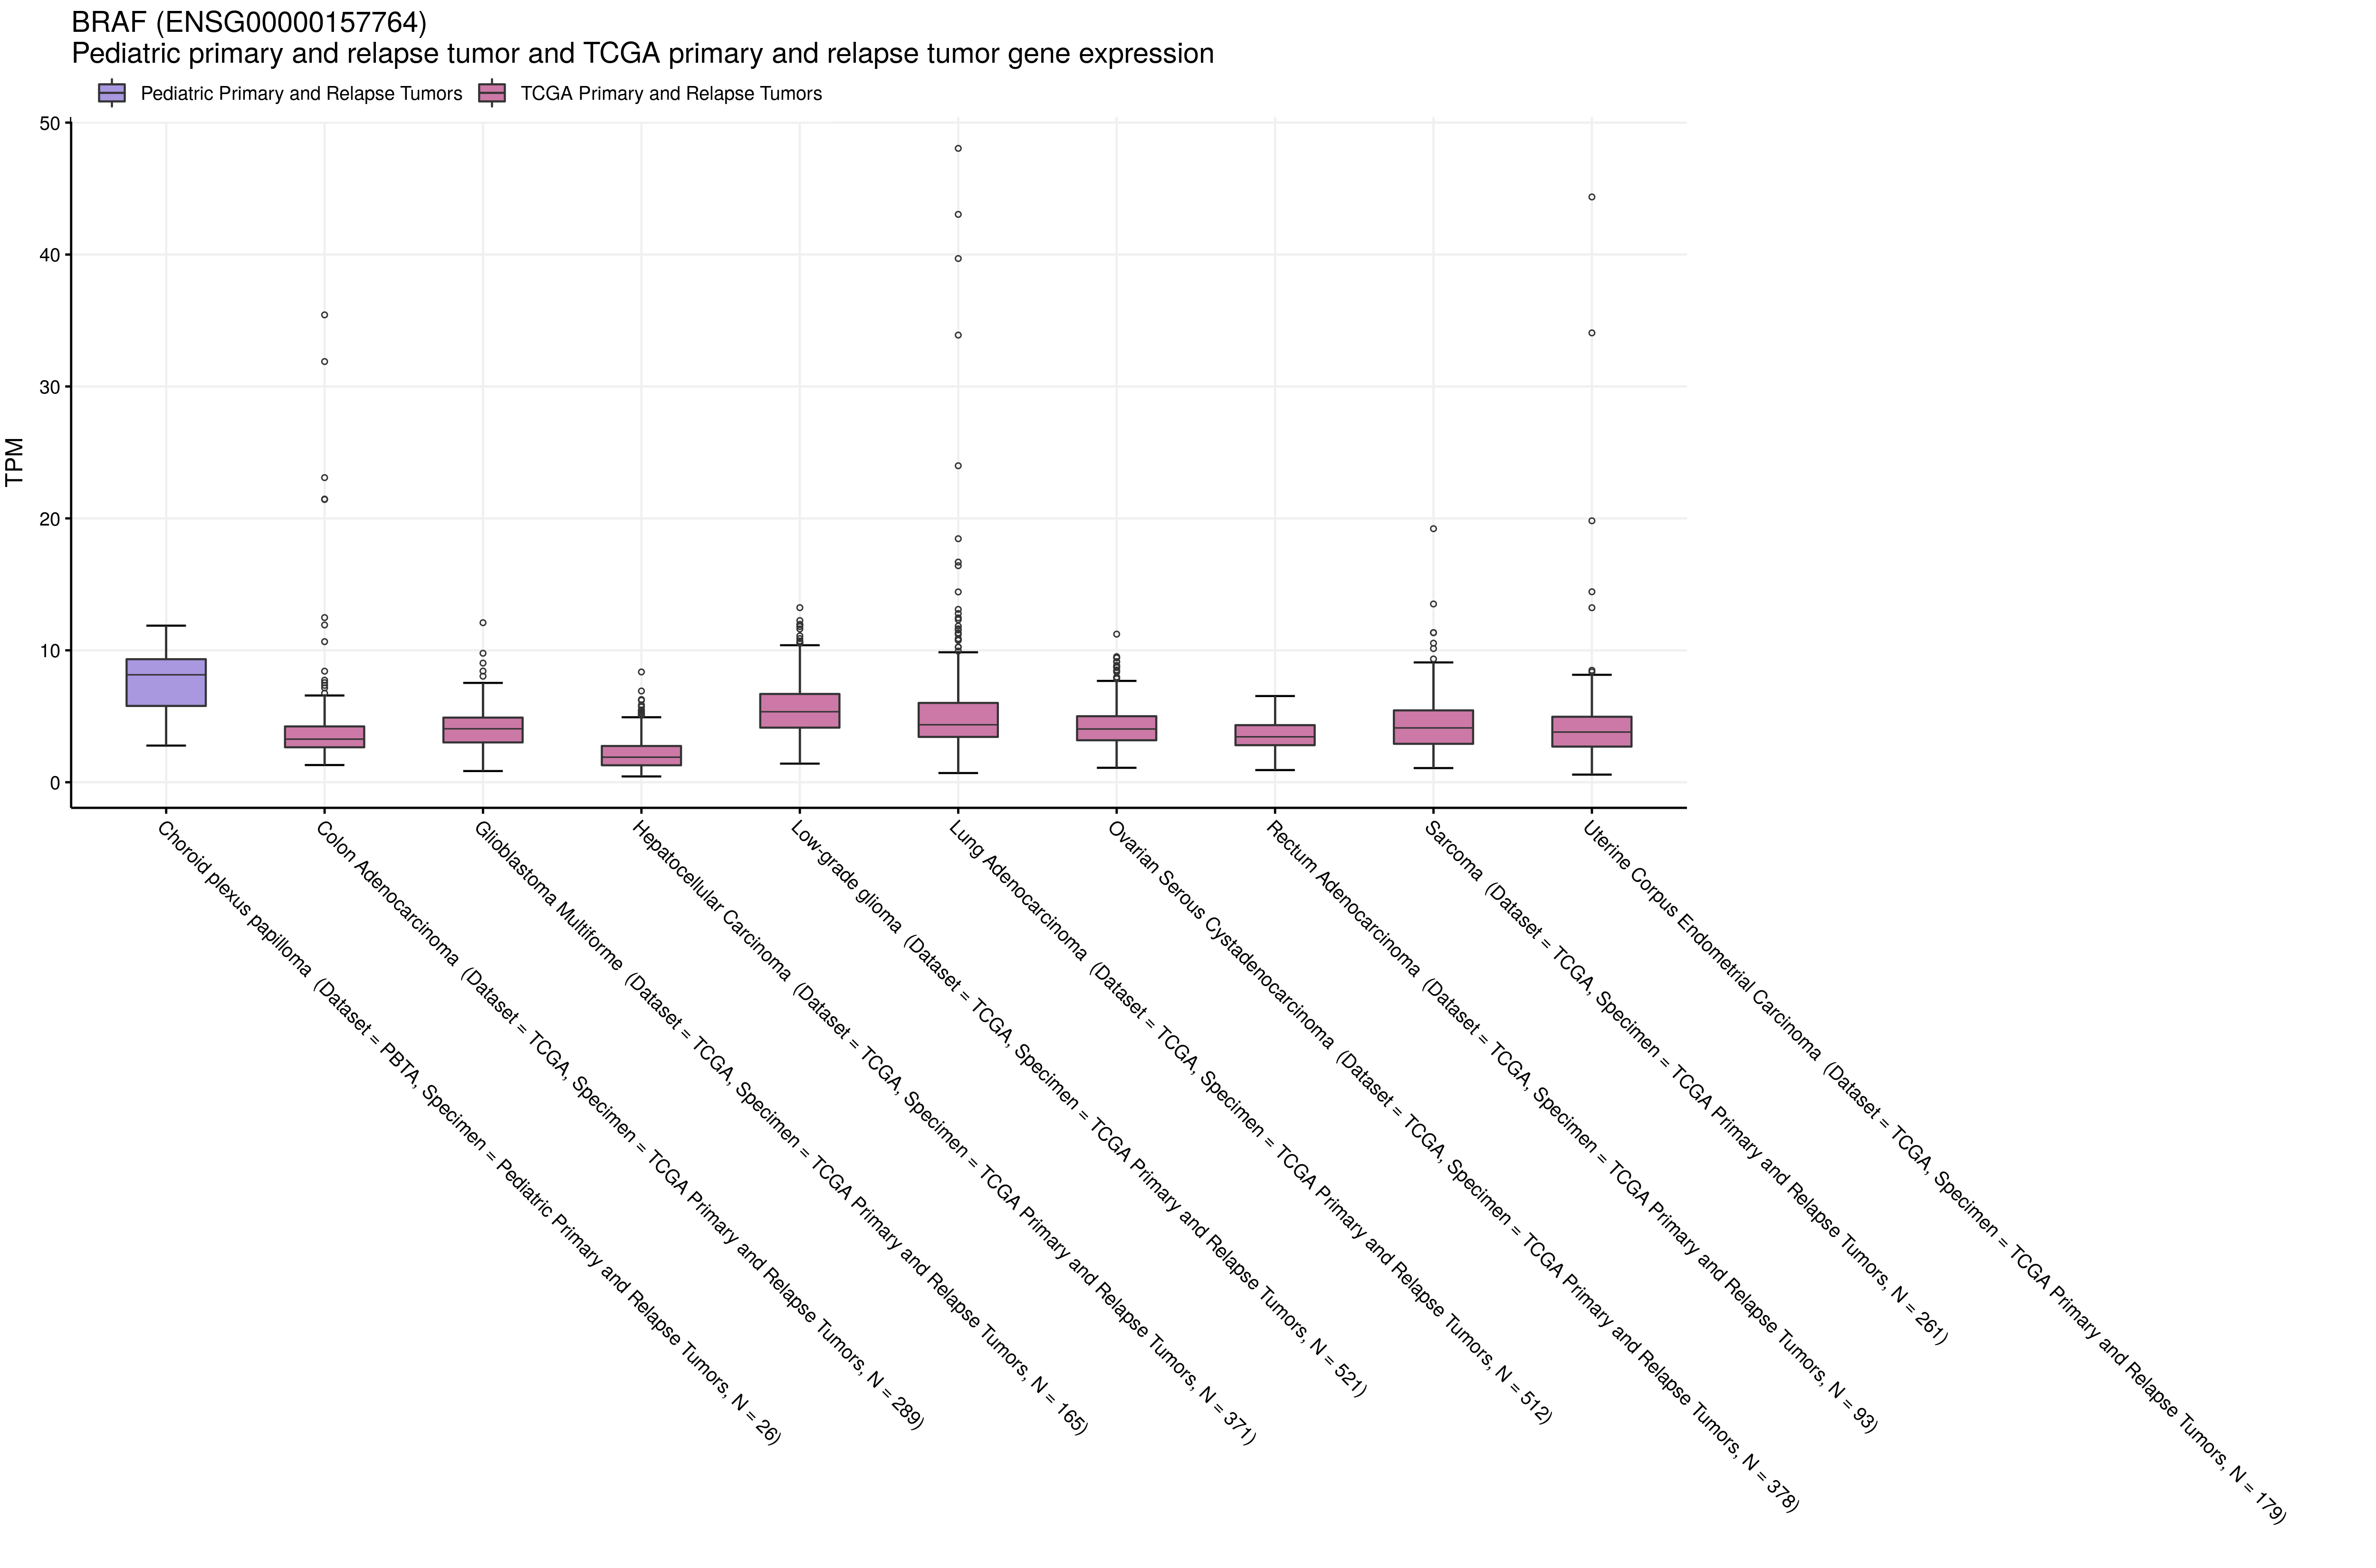 BRAF (ENSG00000157764)
Pediatric primary and relapse tumor and TCGA primary and relapse tumor gene expression
Pediatric Primary and Relapse Tumors
TCGA Primary and Relapse Tumors
TPM
50
40
30
20
10
0
Choroid plexus papilloma (Dataset = PBTA, Specimen = Pediatric Primary and Relapse Tumors, N = 26)
Colon Adenocarcinoma (Dataset = TCGA, Specimen = TCGA Primary and Relapse Tumors, N = 289)
Glioblastoma Multiforme (Dataset = TCGA, Specimen = TCGA Primary and Relapse Tumors, N = 165)
Hepatocellular Carcinoma (Dataset = TCGA, Specimen = TCGA Primary and Relapse Tumors, N = 371)
Low-grade glioma (Dataset = TCGA, Specimen = TCGA Primary and Relapse Tumors, N = 521)
Lung Adenocarcinoma (Dataset = TCGA, Specimen = TCGA Primary and Relapse Tumors, N = 512)
Ovarian Serous Cystadenocarcinoma (Dataset = TCGA, Specimen = TCGA Primary and Relapse Tumors, N = 378)
Rectum Adenocarcinoma (Dataset = TCGA, Specimen = TCGA Primary and Relapse Tumors, N = 93)
Sarcoma (Dataset = TCGA, Specimen = TCGA Primary and Relapse Tumors, N = 261)
Uterine Corpus Endometrial Carcinoma (Dataset = TCGA, Specimen = TCGA Primary and Relapse Tumors, N = 179)